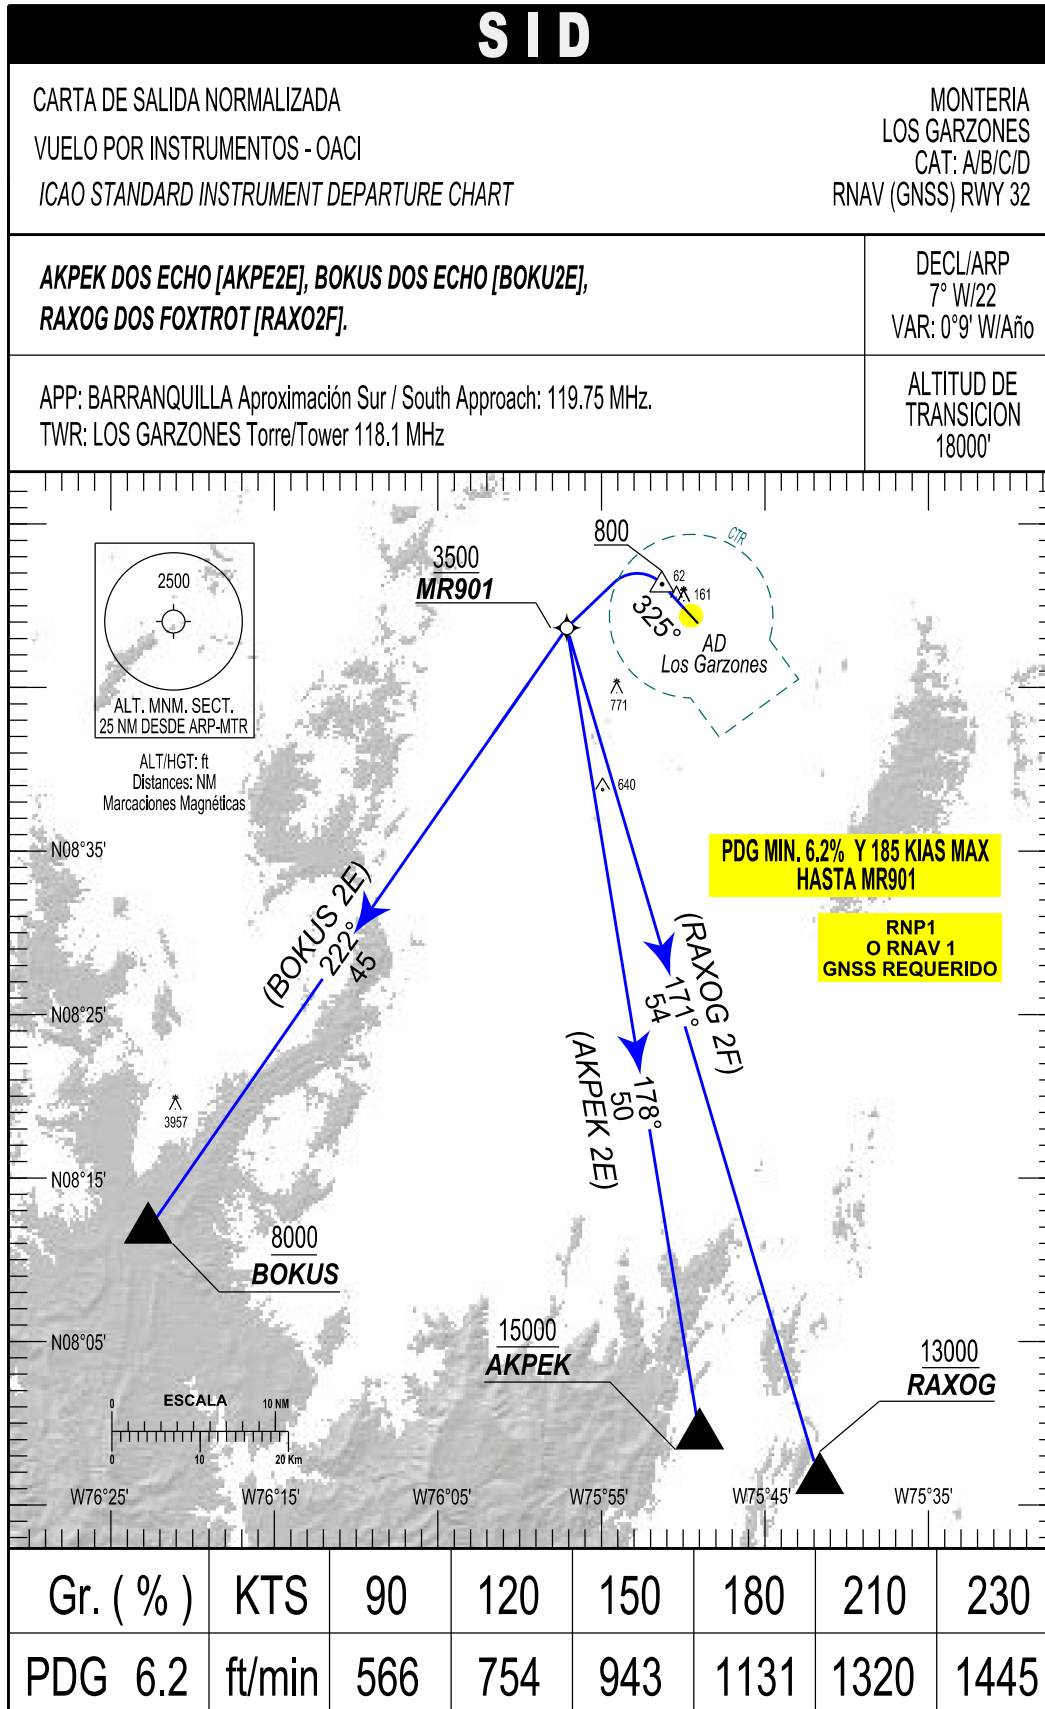 SID
CARTA DE SALIDA NORMALIZADA
VUELO POR INSTRUMENTOS - OACI
ICAO STANDARD INSTRUMENT DEPARTURE CHART
MONTERIA
LOS GARZONES
CAT: A/B/C/D
RNAV (GNSS) RWY 32
AKPEK DOS ECHO [AKPE2E], BOKUS DOS ECHO [BOKU2E],
RAXOG DOS FOXTROT [RAXO2F].
DECL/ARP
7° W/22
VAR: 0°9' W/Año
APP: BARRANQUILLA Aproximación Sur / South Approach: 119.75 MHz.
TWR: LOS GARZONES Torre/Tower 118.1 MHz
ALTITUD DE
TRANSICION
18000'
2500
ALT. MNM. SECT.
25 NM DESDE ARP-MTR
ALT/HGT: ft
Distances: NM
Marcaciones Magnéticas
3500
MR901
800
CTR
62
161
325°
AD
Los Garzones
771
640
PDG MIN. 6.2% Y 185 KIAS MAX
HASTA MR901
RNP1
O RNAV 1
GNSS REQUERIDO
N08°35'
(BOKUS 2E)
222°
45
(RAXOG 2F)
171°
54
N08°25'
(AKPEK 2E)
178°
50
3957
N08°15'
8000
BOKUS
N08°05'
15000
AKPEK
13000
RAXOG
ESCALA
0
10 NM
0
10
20 Km
W76°25'
W76°15'
W76°05'
W75°55'
W75°45'
W75°35'
Gr. ( % ) KTS 90 120 150 180 210 230
PDG 6.2 ft/min 566 754 943 1131 1320 1445